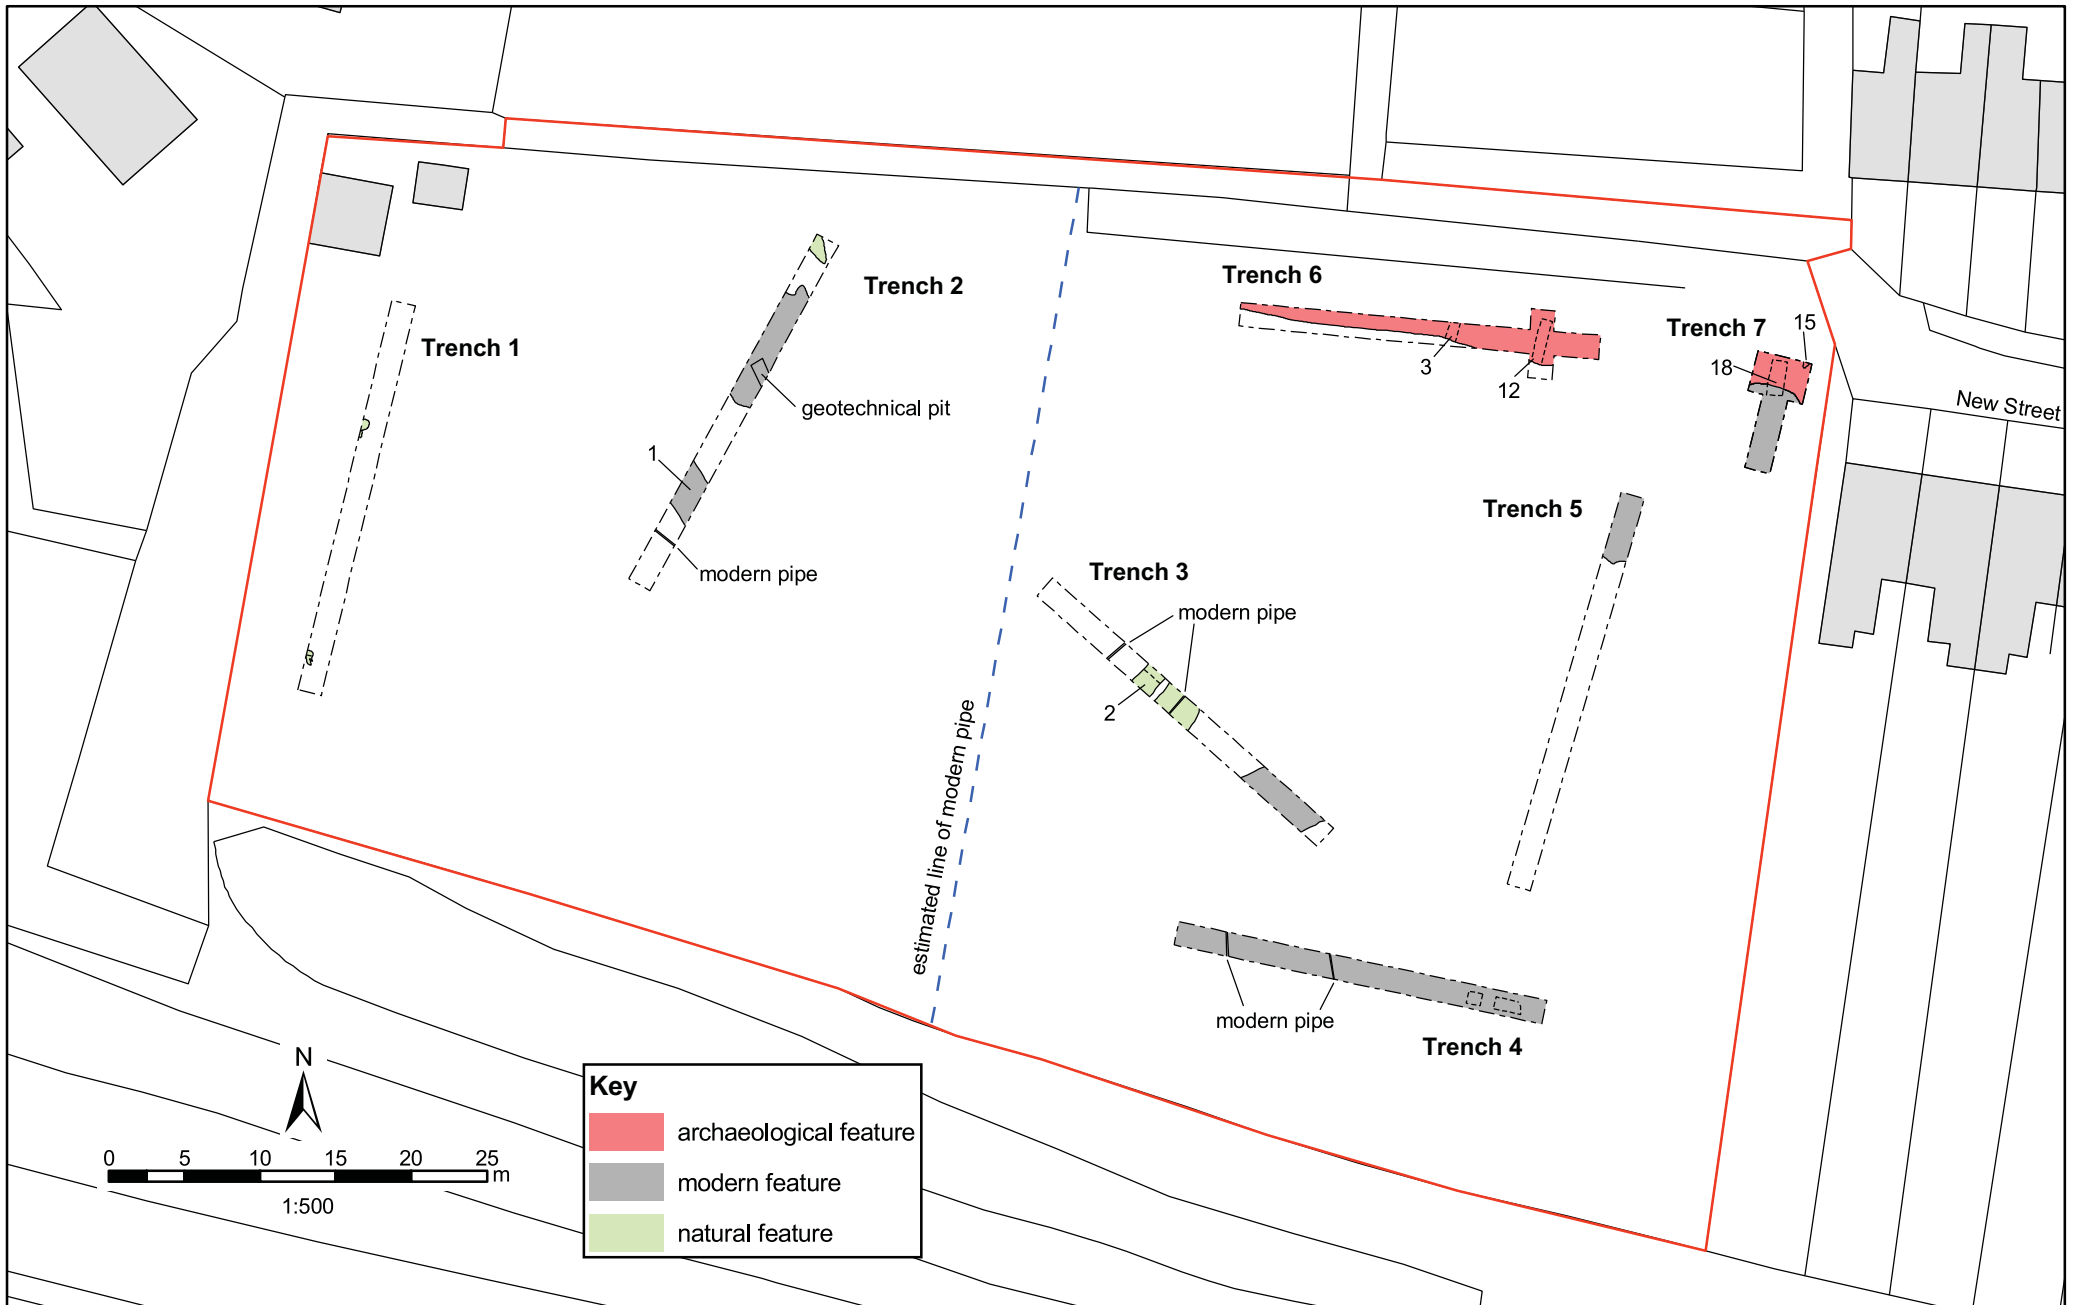 Trench 6
Trench 2
Trench 7
15
Trench 1
3
18
12
New Street
geotechnical pit
1
Trench 5
modern pipe
Trench 3
modern pipe
2
estimated line of modern pipe
modern pipe
Trench 4
N
0 5 10 15 20 25
m
1:500
Key
archaeological feature
modern feature
natural feature